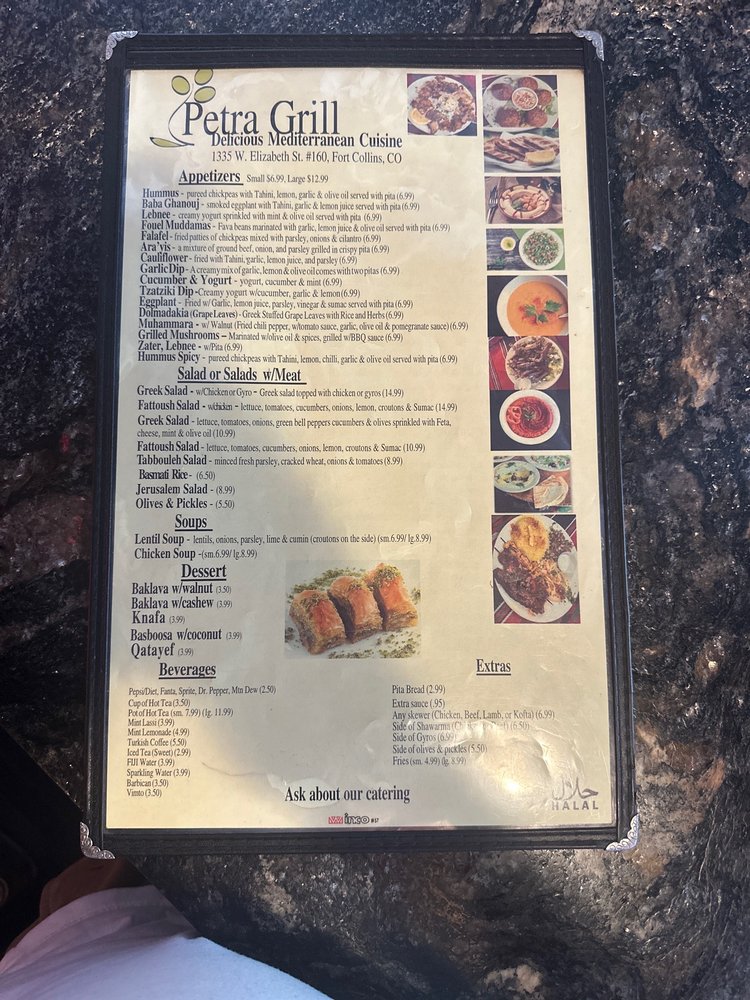 Petra Grill
Delicious Mediterranean Cuisine
1335 W. Elizabeth St. #160, Fort Collins, CO
Appetizers Small $6.99, Large $12.99
Hummus - pureed chickpeas with Tahini, lemon, garlic & olive oil served with pita (6.99)
Baba Ghanouj - smoked eggplant with Tahini, garlic & lemon juice served with pita (6.99)
Lebnee - creamy yogurt sprinkled with mint & olive oil served with pita (6.99)
Fouel Muddamas - Fava beans marinated with garlic, lemon juice & olive oil served with pita (6.99)
Falafel - fried patties of chickpeas mixed with parsley, onions & cilantro (6.99)
Ara'yis - a mixture of ground beef, onion, and parsley grilled in crispy pita (6.99)
Cauliflower - fried with Tahini, garlic, lemon juice, and parsley (6.99)
Garlic Dip - A creamy mix of garlic, lemon & olive oil comes with two pitas (6.99)
Cucumber & Yogurt - yogurt, cucumber & mint (6.99)
Tzatziki Dip - Creamy yogurt w/cucumber, garlic & lemon (6.99)
Eggplant - Fried w/ Garlic, lemon juice, parsley, vinegar & sumac served with pita (6.99)
Dolmadakia (Grape Leaves) - Greek Stuffed Grape Leaves with Rice and Herbs (6.99)
Muhammara - w/ Walnut (Fried chili pepper, w/tomato sauce, garlic, olive oil & pomegranate sauce) (6.99)
Grilled Mushrooms – Marinated w/olive oil & spices, grilled w/BBQ sauce (6.99)
Zater, Lebnee - w/Pita (6.99)
Hummus Spicy - pureed chickpeas with Tahini, lemon, chilli, garlic & olive oil served with pita (6.99)
Salad or Salads w/Meat
Greek Salad - w/Chicken or Gyro - Greek salad topped with chicken or gyros (14.99)
Fattoush Salad - w/chicken - lettuce, tomatoes, cucumbers, onions, lemon, croutons & Sumac (14.99)
Greek Salad - lettuce, tomatoes, onions, green bell peppers cucumbers & olives sprinkled with Feta,
cheese, mint & olive oil (10.99)
Fattoush Salad - lettuce, tomatoes, cucumbers, onions, lemon, croutons & Sumac (10.99)
Tabbouleh Salad - minced fresh parsley, cracked wheat, onions & tomatoes (8.99)
Basmati Rice - (6.50)
Jerusalem Salad - (8.99)
Olives & Pickles - (5.50)
Soups
Lentil Soup - lentils, onions, parsley, lime & cumin (croutons on the side) (sm.6.99/ lg.8.99)
Chicken Soup -(sm.6.99/ lg.8.99)
Dessert
Baklava w/walnut (3.50)
Baklava w/cashew (3.99)
Knafa (3.99)
Basboosa w/coconut (3.99)
Qatayef (3.99)
Beverages
Pepsi/Diet, Fanta, Sprite, Dr. Pepper, Mtn Dew (2.50)
Cup of Hot Tea (3.50)
Pot of Hot Tea (sm. 7.99) (lg. 11.99)
Mint Lassi (3.99)
Mint Lemonade (4.99)
Turkish Coffee (5.50)
Iced Tea (Sweet) (2.99)
FIJI Water (3.99)
Sparkling Water (3.99)
Barbican (3.50)
Vimto (3.50)
Extras
Pita Bread (2.99)
Extra sauce (.95)
Any skewer (Chicken, Beef, Lamb, or Kofta) (6.99)
Side of Shawarma (6.50)
Side of Gyros (6.99)
Side of olives & pickles (5.50)
Fries (sm. 4.99) (lg. 8.99)
Ask about our catering
حلال
HALAL